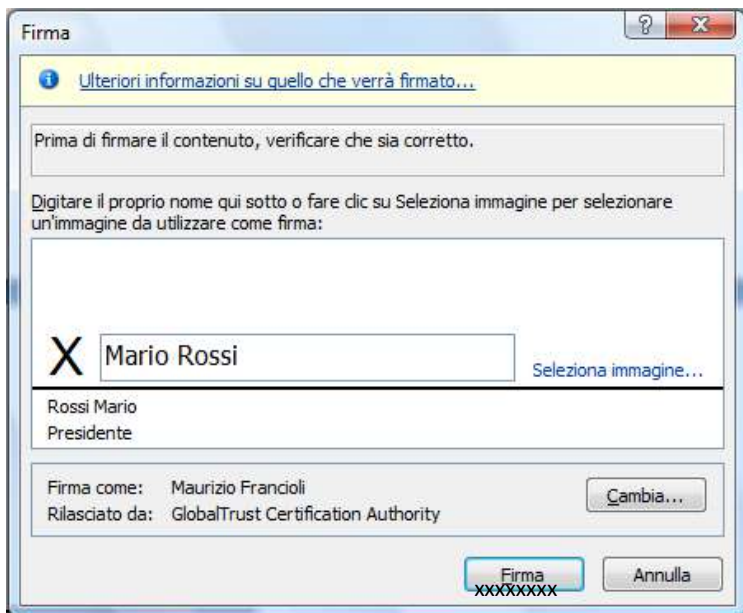 Firma
Ulteriori informazioni su quello che verrà firmato...
Prima di firmare il contenuto, verificare che sia corretto.
Digitare il proprio nome qui sotto o fare clic su Seleziona immagine per selezionare
un'immagine da utilizzare come firma:
X Mario Rossi
Seleziona immagine...
Rossi Mario
Presidente
Firma come: Maurizio Francioli
Rilasciato da: GlobalTrust Certification Authority
Cambia...
Firma Annulla
xxxxxxxx